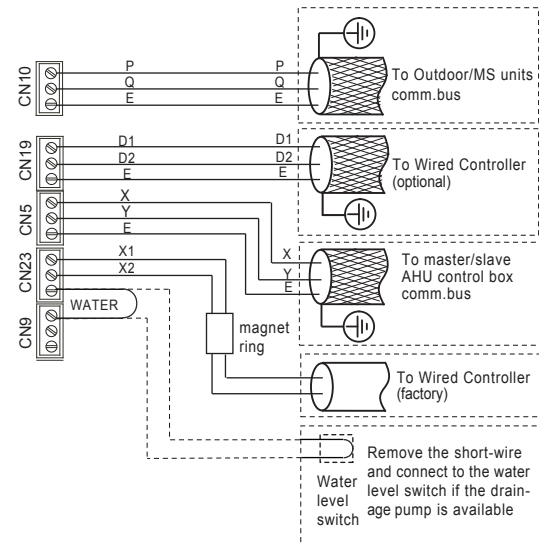 CN10
P P
Q Q
E E
To Outdoor/MS units
comm.bus
CN19
D1 D1
D2 D2
E E
To Wired Controller
(optional)
CN5
X
Y
E
X
Y
E
To master/slave
AHU control box
comm.bus
CN23
X1
X2
WATER
CN9
magnet
ring
To Wired Controller
(factory)
Water
level
switch
Remove the short-wire
and connect to the water
level switch if the drain-
age pump is available